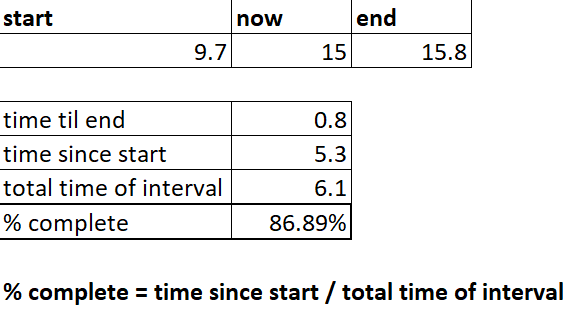 start now end
9.7 15 15.8
time til end 0.8
time since start 5.3
total time of interval 6.1
% complete 86.89%
% complete = time since start / total time of interval